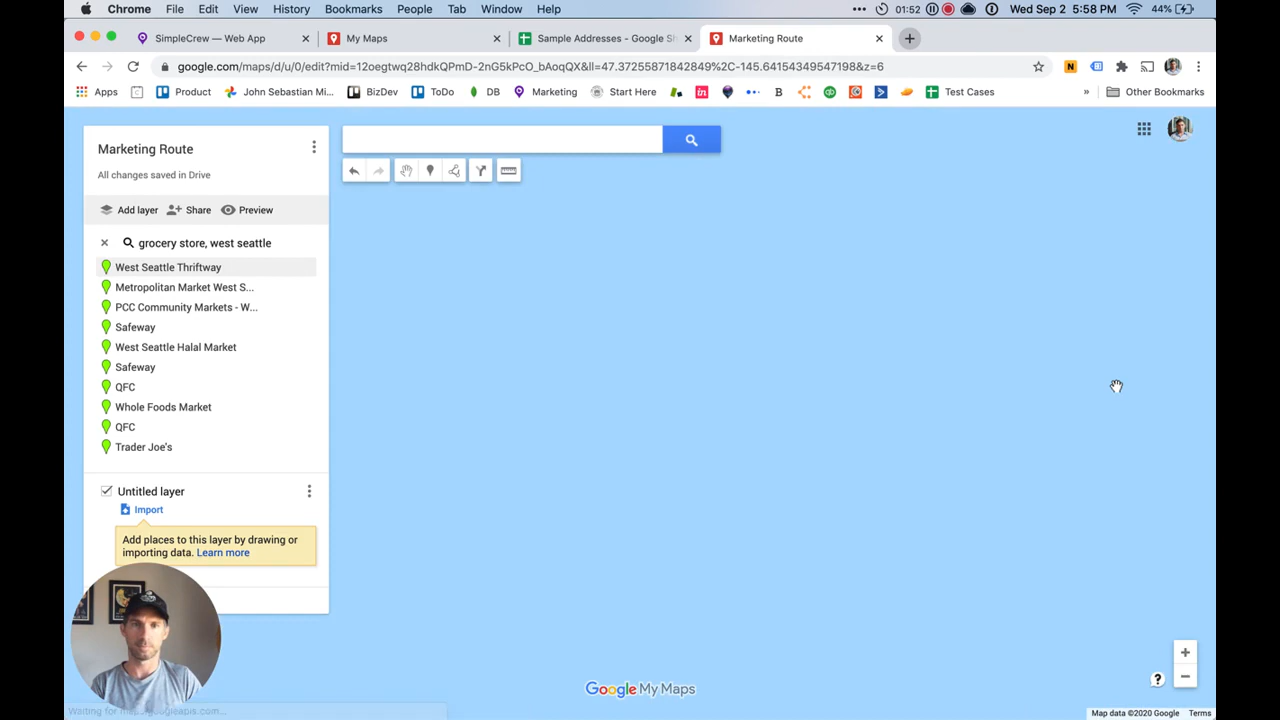 Chrome File Edit View History Bookmarks People Tab Window Help
01:52 Wed Sep 2 5:58 PM 44%
SimpleCrew — Web App
My Maps
Sample Addresses - Google Sh
Marketing Route
google.com/maps/d/u/0/edit?mid=12oegtwq28hdkQPmD-2nG5kPcO_bAoqQX&ll=47.37255871842849%2C-145.64154349547198&z=6
Apps Product John Sebastian Mi... BizDev ToDo DB Marketing Start Here Test Cases » Other Bookmarks
Marketing Route
All changes saved in Drive
Add layer Share Preview
grocery store, west seattle
West Seattle Thriftway
Metropolitan Market West S...
PCC Community Markets - W...
Safeway
West Seattle Halal Market
Safeway
QFC
Whole Foods Market
QFC
Trader Joe's
Untitled layer
Import
Add places to this layer by drawing or
importing data. Learn more
Waiting for maps.googleapis.com...
Google My Maps
Map data ©2020 Google Terms